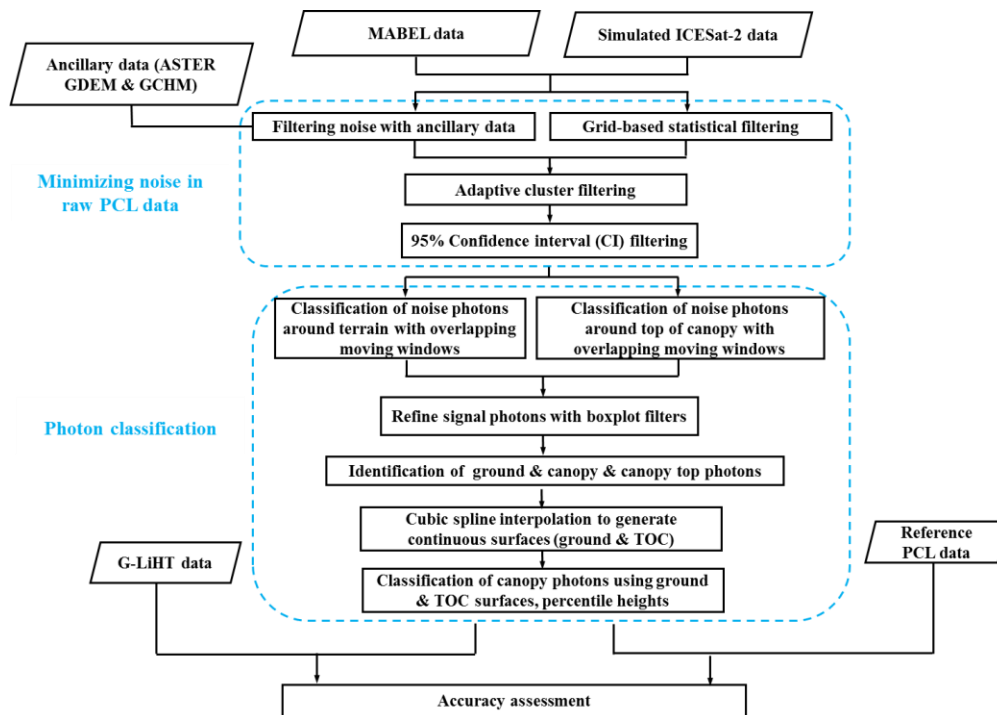 MABEL data
Simulated ICESat-2 data
Ancillary data (ASTER
GDEM & GCHM)
Filtering noise with ancillary data
Grid-based statistical filtering
Minimizing noise in
raw PCL data
Adaptive cluster filtering
95% Confidence interval (CI) filtering
Classification of noise photons
around terrain with overlapping
moving windows
Classification of noise photons
around top of canopy with
overlapping moving windows
Photon classification
Refine signal photons with boxplot filters
Identification of ground & canopy & canopy top photons
Cubic spline interpolation to generate
continuous surfaces (ground & TOC)
G-LiHT data
Reference
PCL data
Classification of canopy photons using ground
& TOC surfaces, percentile heights
Accuracy assessment